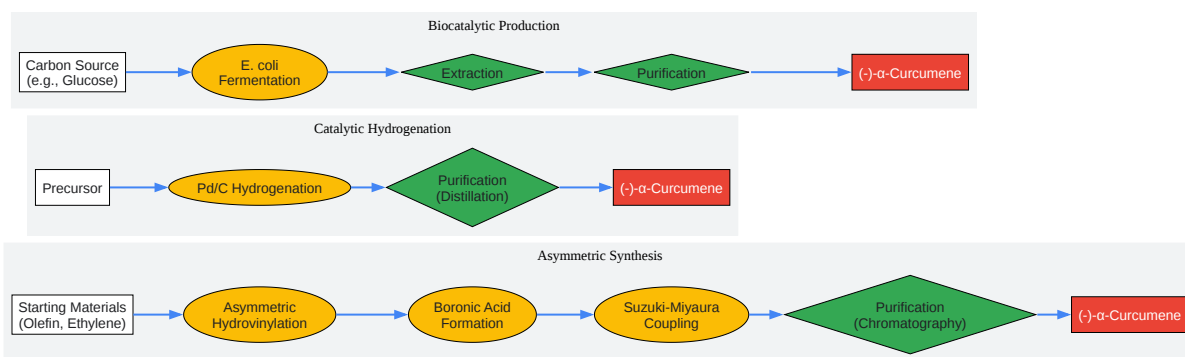 Biocatalytic Production
Carbon Source
(e.g., Glucose)
E. coli
Fermentation
Extraction
Purification
(-)-α-Curcumene
Catalytic Hydrogenation
Precursor
Pd/C Hydrogenation
Purification
(Distillation)
(-)-α-Curcumene
Asymmetric Synthesis
Starting Materials
(Olefin, Ethylene)
Asymmetric
Hydrovinylation
Boronic Acid
Formation
Suzuki-Miyaura
Coupling
Purification
(Chromatography)
(-)-α-Curcumene